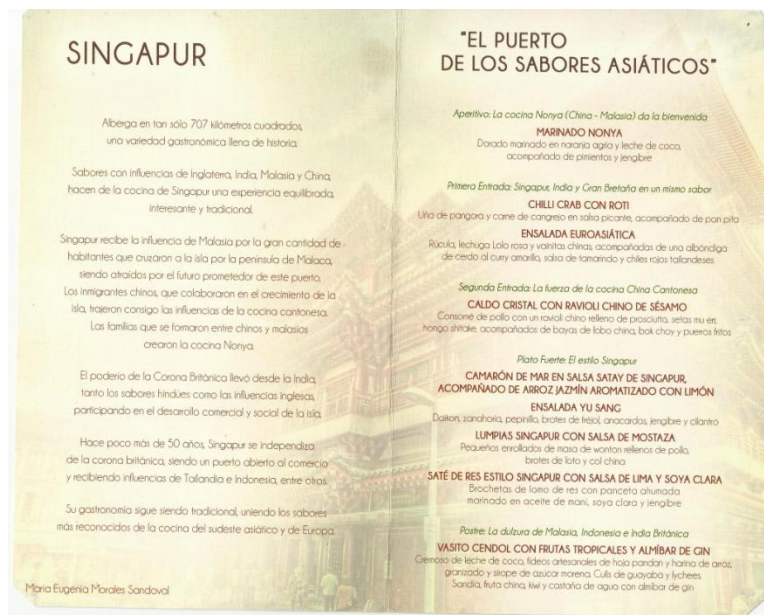 SINGAPUR
Alberga en tan sólo 707 kilómetros cuadrados,
una variedad gastronómica llena de historia.
Sabores con influencias de Inglaterra, India, Malasia y China,
hacen de la cocina de Singapur una experiencia equilibrada,
interesante y tradicional.
Singapur recibe la influencia de Malasia por la gran cantidad de
habitantes que cruzaron a la isla por la península de Malaca,
siendo atraídos por el futuro prometedor de este puerto.
Los inmigrantes chinos, que colaboraron en el crecimiento de la
isla, trajeron consigo las influencias de la cocina cantonesa.
Las familias que se formaron entre chinos y malasios
crearon la cocina Nonya.
El poderío de la Corona Británica llevó desde la India,
tanto los sabores hindúes como las influencias inglesas,
participando en el desarrollo comercial y social de la isla.
Hace poco más de 50 años, Singapur se independiza
de la corona británica, siendo un puerto abierto al comercio
y recibiendo influencias de Tailandia e Indonesia, entre otros.
Su gastronomía sigue siendo tradicional, uniendo los sabores
más reconocidos de la cocina del sudeste asiático y de Europa.
María Eugenia Morales Sandoval
"EL PUERTO
DE LOS SABORES ASIÁTICOS"
Aperitivo: La cocina Nonya (China - Malasia) da la bienvenida
MARINADO NONYA
Dorado marinado en naranja agria y leche de coco,
acompañado de pimientos y jengibre
Primera Entrada: Singapur, India y Gran Bretaña en un mismo sabor
CHILLI CRAB CON ROTI
Uña de pangora y carne de cangrejo en salsa picante, acompañado de pan pita
ENSALADA EUROASIÁTICA
Rúcula, lechuga Lolo rosa y vainitas chinas, acompañadas de una albóndiga
de cerdo al curry amarillo, salsa de tamarindo y chiles rojos tailandeses
Segunda Entrada: La fuerza de la cocina China Cantonesa
CALDO CRISTAL CON RAVIOLI CHINO DE SÉSAMO
Consomé de pollo con un ravioli chino relleno de prosciutto, setas mu err,
hongo shitake, acompañados de bayas de lobo china, bok choy y puerros fritos
Plato Fuerte: El estilo Singapur
CAMARÓN DE MAR EN SALSA SATAY DE SINGAPUR,
ACOMPAÑADO DE ARROZ JAZMÍN AROMATIZADO CON LIMÓN
ENSALADA YU SANG
Daikon, zanahoria, pepinillo, brotes de fréjol, anacardos, jengibre y cilantro
LUMPIAS SINGAPUR CON SALSA DE MOSTAZA
Pequeños enrollados de masa de wonton rellenos de pollo,
brotes de loto y col china
SATÉ DE RES ESTILO SINGAPUR CON SALSA DE LIMA Y SOYA CLARA
Brochetas de lomo de res con panceta ahumada
marinado en aceite de maní, soya clara y jengibre
Postre: La dulzura de Malasia, Indonesia e India Británica
VASITO CENDOL CON FRUTAS TROPICALES Y ALMÍBAR DE GIN
Cremoso de leche de coco, fideos artesanales de hoja pandan y harina de arroz,
granizado y sirope de azúcar morena. Culis de guayaba y lychees.
Sandía, fruta china, kiwi y castaña de agua con almíbar de gin